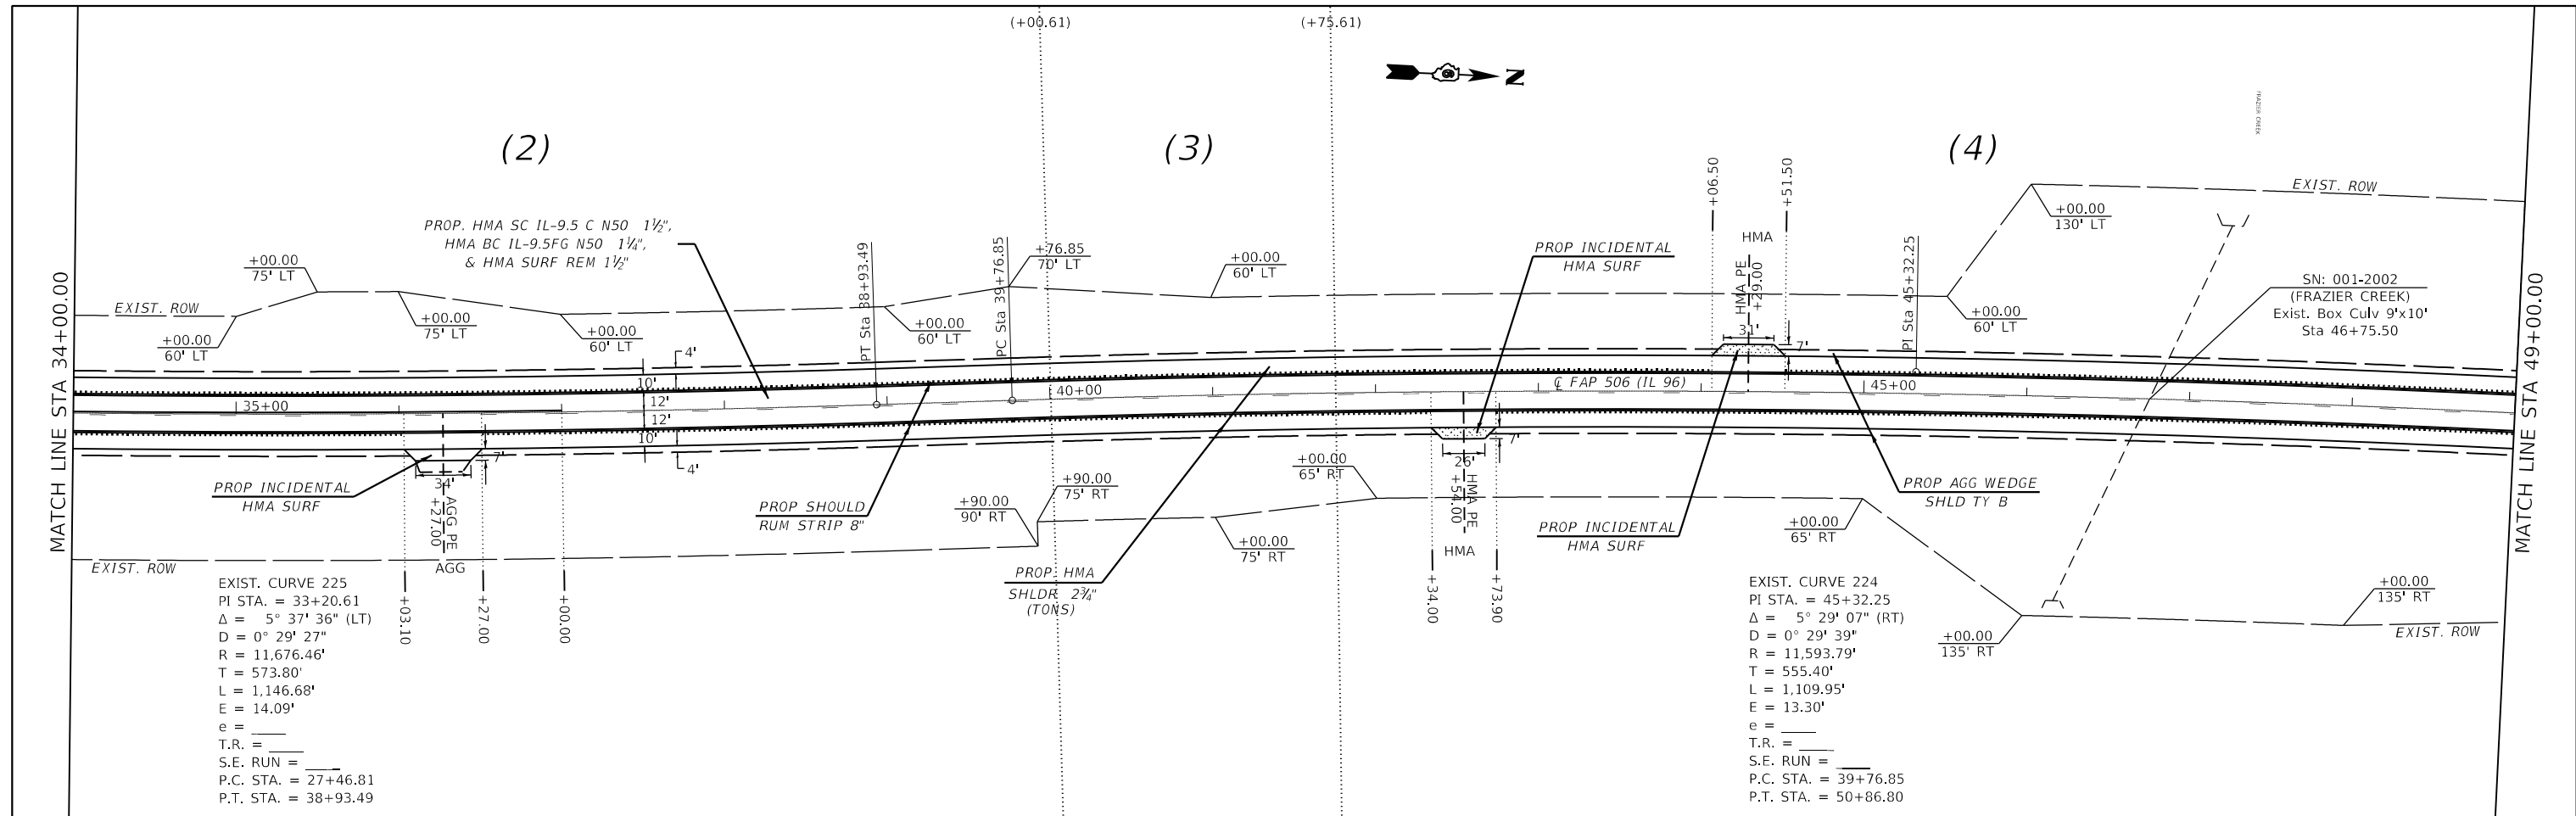 (+00.61)
(+75.61)
N
FRAZIER CREEK
(2)
(3)
(4)
MATCH LINE STA 34+00.00
MATCH LINE STA 49+00.00
PROP. HMA SC IL-9.5 C N50 1½",
HMA BC IL-9.5FG N50 1¼",
& HMA SURF REM 1½"
EXIST. ROW
+00.00
60' LT
+00.00
75' LT
+00.00
75' LT
+00.00
60' LT
PT Sta 38+93.49
+00.00
60' LT
PC Sta 39+76.85
+76.85
70' LT
+00.00
60' LT
PROP INCIDENTAL
HMA SURF
+06.50
HMA
HMA PE
+29.00
+51.50
31'
7'
PI Sta 45+32.25
+00.00
60' LT
+00.00
130' LT
EXIST. ROW
SN: 001-2002
(FRAZIER CREEK)
Exist. Box Culv 9'x10'
Sta 46+75.50
4'
10'
12'
12'
10'
4'
35+00
40+00
℄ FAP 506 (IL 96)
45+00
PROP INCIDENTAL
HMA SURF
34'
7'
AGG PE
+27.00
AGG
+03.10
+27.00
+00.00
EXIST. ROW
PROP SHOULD
RUM STRIP 8"
+90.00
90' RT
+90.00
75' RT
PROP. HMA
SHLDR 2¾"
(TONS)
+00.00
75' RT
+00.00
65' RT
26'
7'
HMA PE
+54.00
HMA
+34.00
+73.90
PROP INCIDENTAL
HMA SURF
+00.00
65' RT
PROP AGG WEDGE
SHLD TY B
+00.00
135' RT
+00.00
135' RT
EXIST. ROW
EXIST. CURVE 225
PI STA. = 33+20.61
Δ = 5° 37' 36" (LT)
D = 0° 29' 27"
R = 11,676.46'
T = 573.80'
L = 1,146.68'
E = 14.09'
e = ____
T.R. = ____
S.E. RUN = ____
P.C. STA. = 27+46.81
P.T. STA. = 38+93.49
EXIST. CURVE 224
PI STA. = 45+32.25
Δ = 5° 29' 07" (RT)
D = 0° 29' 39"
R = 11,593.79'
T = 555.40'
L = 1,109.95'
E = 13.30'
e = ____
T.R. = ____
S.E. RUN = ____
P.C. STA. = 39+76.85
P.T. STA. = 50+86.80